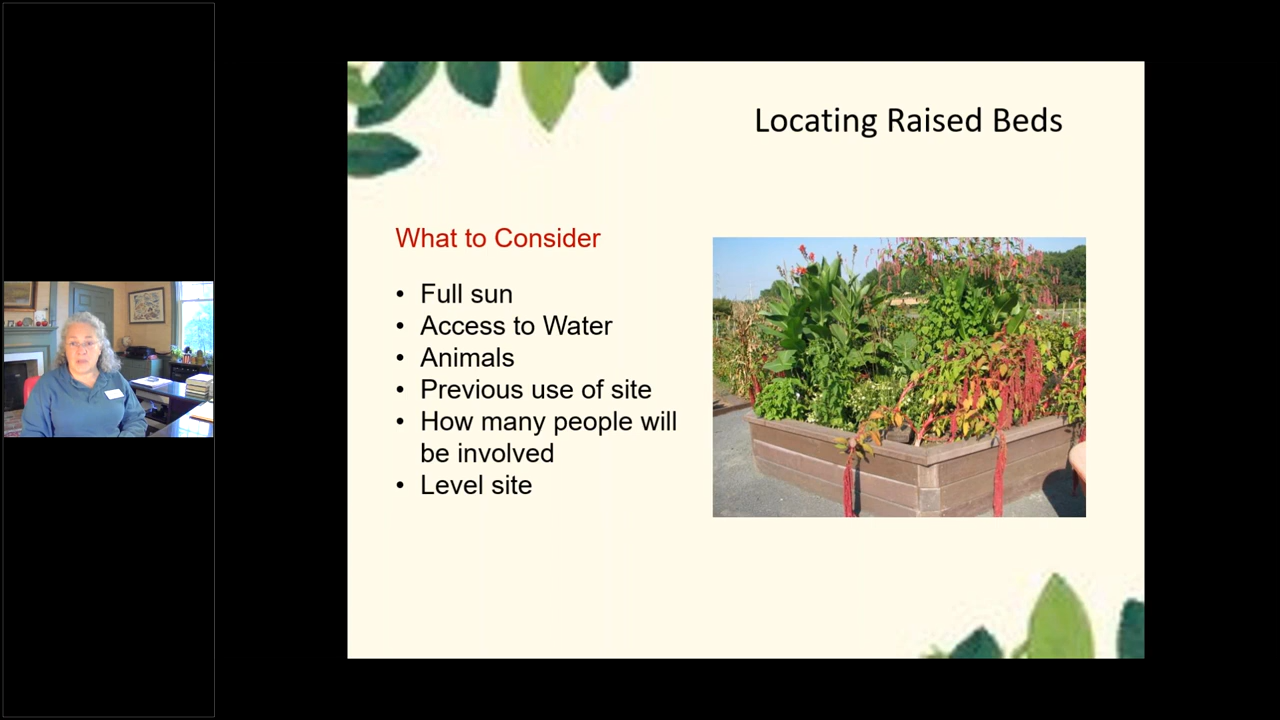 Locating Raised Beds
What to Consider
• Full sun
• Access to Water
• Animals
• Previous use of site
• How many people will
be involved
• Level site